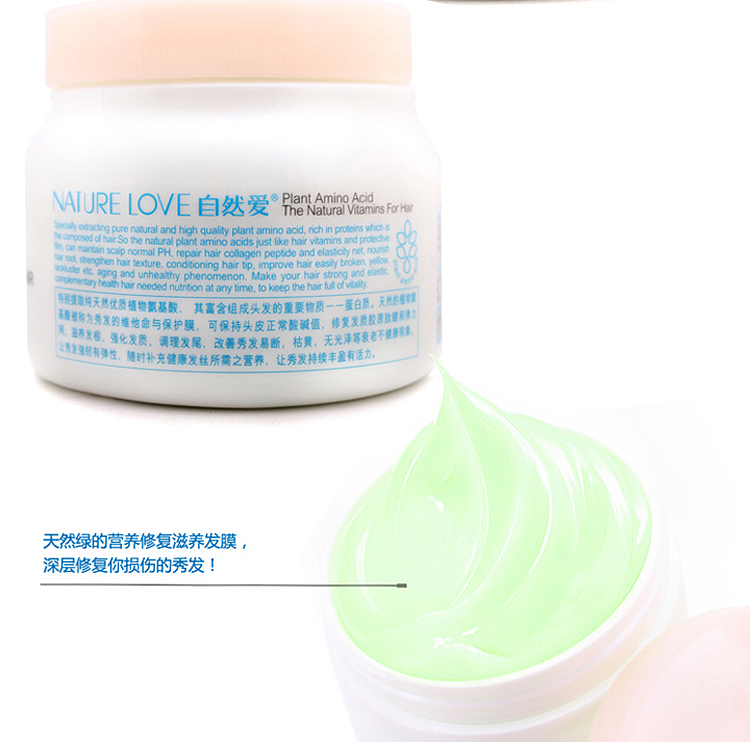 NATURE LOVE 自然爱®
Plant Amino Acid
The Natural Vitamins For Hair
Specially extracting pure natural and high quality plant amino acid, rich in proteins which is
this composed of hair.So the natural plant amino acids just like hair vitamins and protective
film, can maintain scalp normal PH, repair hair collagen peptide and elasticity net, nourish
hair root, strengthen hair texture, conditioning hair tip, improve hair easily broken, yellow,
lackluster etc. aging and unhealthy phenomenon. Make your hair strong and elastic,
complementary health hair needed nutrition at any time, to keep the hair full of vitality.
特别提取纯天然优质植物氨基酸， 其富含组成头发的重要物质——蛋白质。天然的植物氨
基酸被称为秀发的维他命与保护膜，可保持头皮正常酸碱值，修复发质胶原肽键和弹之
网，滋养发根，强化发质、调理发尾，改善秀发易断，枯黄，无光泽等衰老不健康现象。
让秀发强韧有弹性，随时补充健康发丝所需之营养，让秀发持续丰盈有活力。
天然绿的营养修复滋养发膜，
深层修复你损伤的秀发！